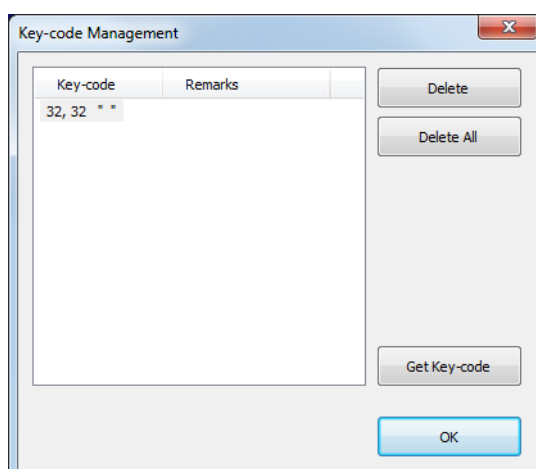 Key-code Management
Key-code Remarks
32, 32 " "
Delete
Delete All
Get Key-code
OK